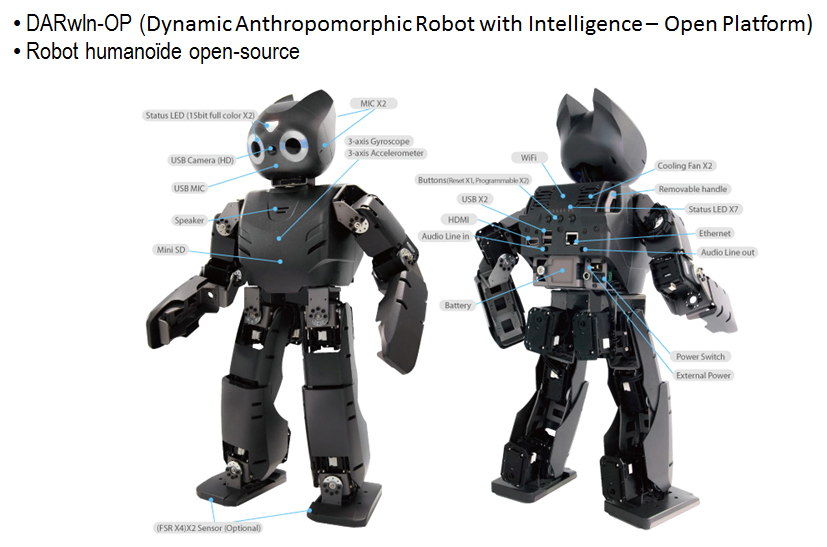 • DARwIn-OP (Dynamic Anthropomorphic Robot with Intelligence – Open Platform)
• Robot humanoïde open-source
Status LED (15bit full color X2)
MIC X2
3-axis Gyroscope
3-axis Accelerometer
USB Camera (HD)
USB MIC
Speaker
Mini SD
(FSR X4)X2 Sensor (Optional)
WiFi
Cooling Fan X2
Buttons(Reset X1, Programmable X2)
Removable handle
USB X2
Status LED X7
HDMI
Ethernet
Audio Line in
Audio Line out
Battery
Power Switch
External Power